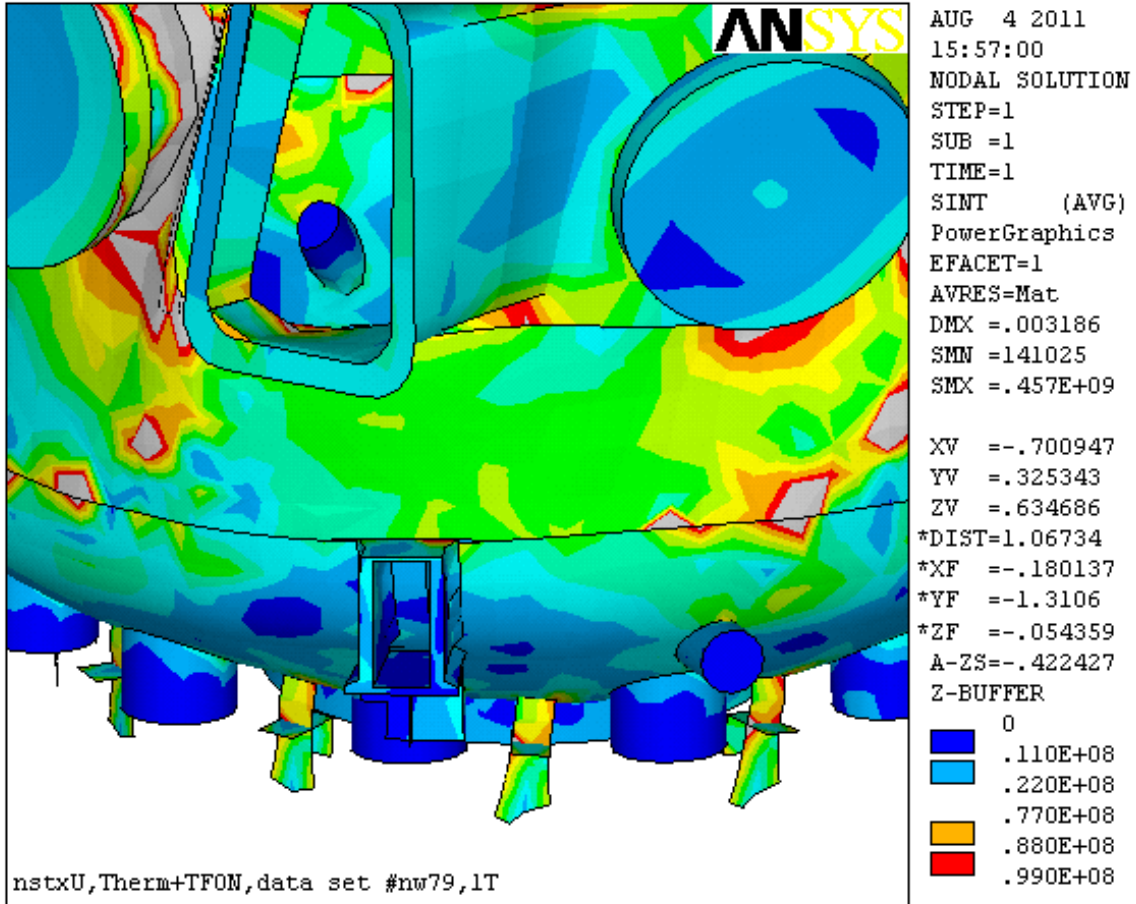 ANSYS
AUG 4 2011
15:57:00
NODAL SOLUTION
STEP=1
SUB =1
TIME=1
SINT (AVG)
PowerGraphics
EFACET=1
AVRES=Mat
DMX =.003186
SMN =141025
SMX =.457E+09
XV =-.700947
YV =.325343
ZV =.634686
*DIST=1.06734
*XF =-.180137
*YF =-1.3106
*ZF =-.054359
A-ZS=-.422427
Z-BUFFER
0
.110E+08
.220E+08
.770E+08
.880E+08
.990E+08
nstxU,Therm+TFON,data set #nw79,1T